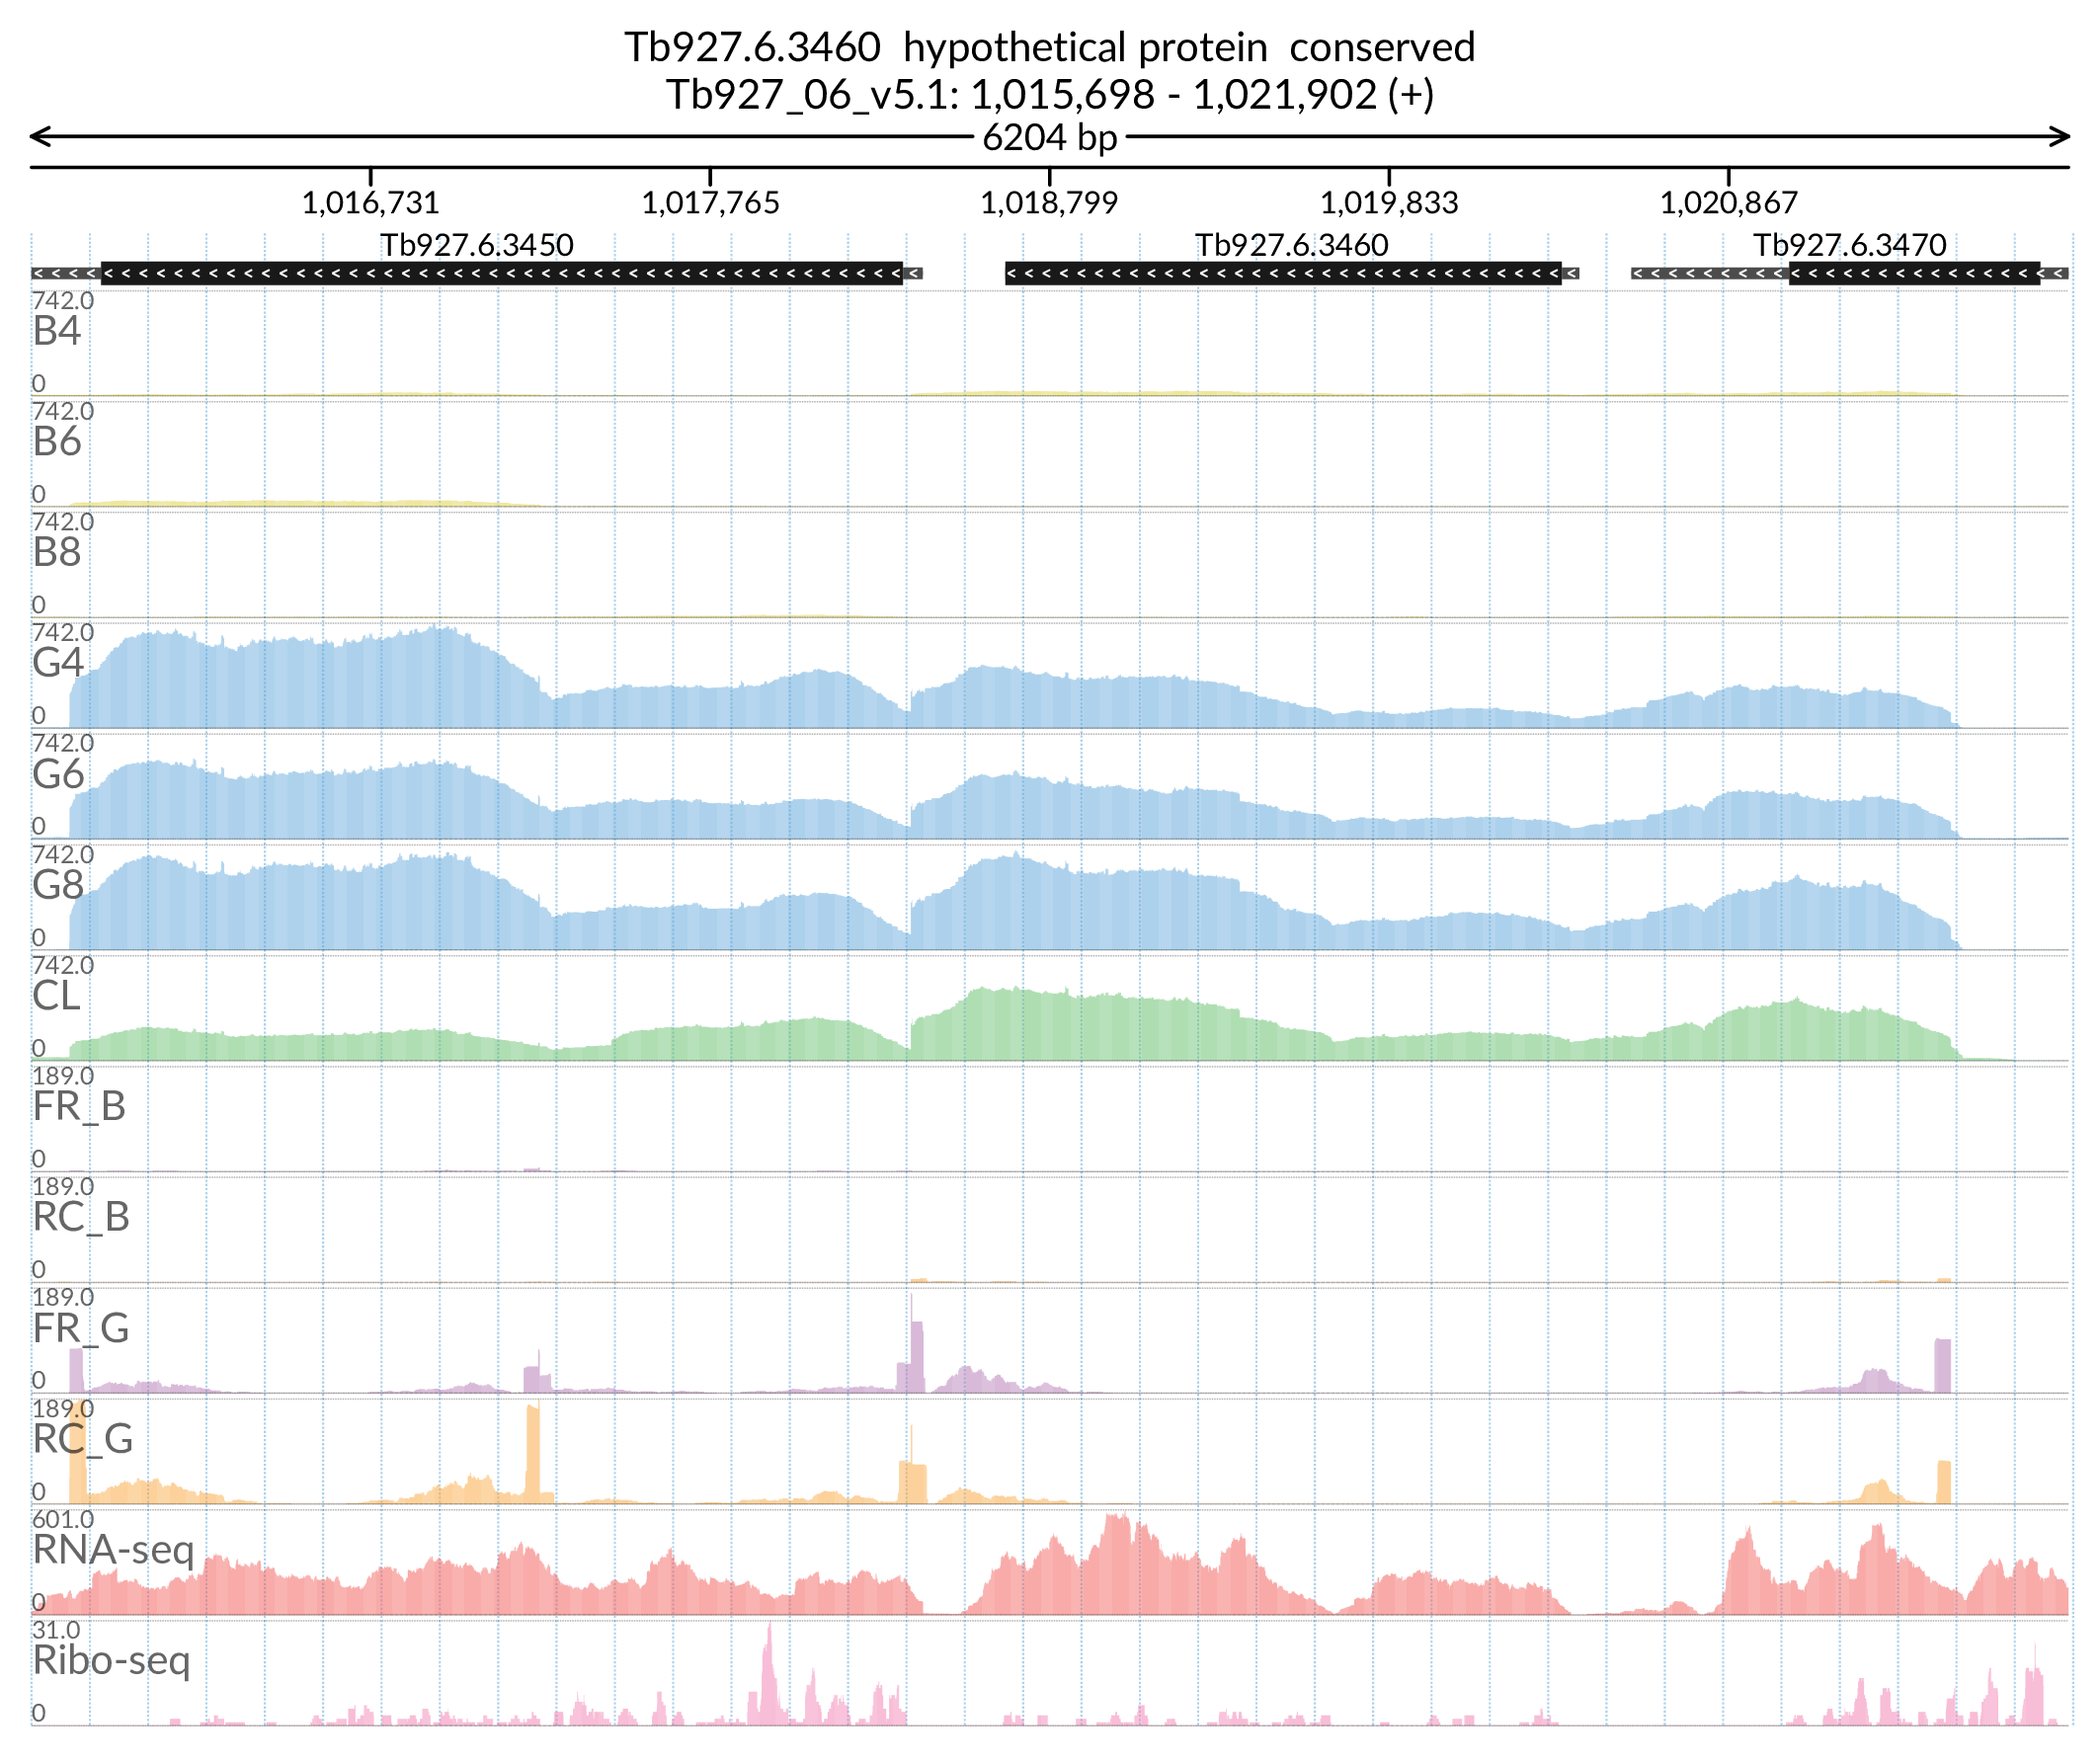 Tb927.6.3460 hypothetical protein conserved
Tb927_06_v5.1: 1,015,698 - 1,021,902 (+)
6204 bp
1,016,731 1,017,765 1,018,799 1,019,833 1,020,867
Tb927.6.3450 Tb927.6.3460 Tb927.6.3470
742.0
B4
0
742.0
B6
0
742.0
B8
0
742.0
G4
0
742.0
G6
0
742.0
G8
0
742.0
CL
0
189.0
FR_B
0
189.0
RC_B
0
189.0
FR_G
0
189.0
RC_G
0
601.0
RNA-seq
0
31.0
Ribo-seq
0